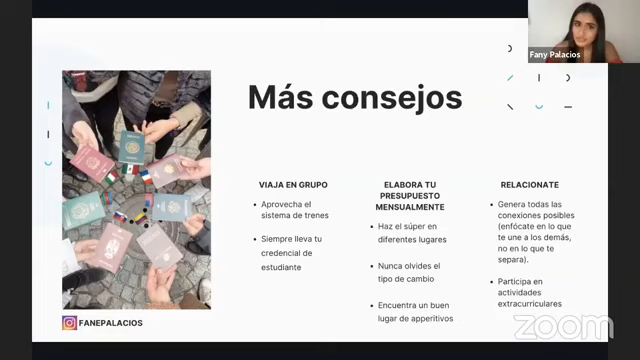 Fany Palacios
Más consejos
VIAJA EN GRUPO
• Aprovecha el
sistema de trenes
• Siempre lleva tu
credencial de
estudiante
ELABORA TU
PRESUPUESTO
MENSUALMENTE
• Haz el súper en
diferentes lugares
• Nunca olvides el
tipo de cambio
• Encuentra un buen
lugar de apperitivos
RELACIONATE
• Genera todas las
conexiones posibles
(enfócate en lo que
te une a los demás,
no en lo que te
separa).
• Participa en
actividades
extracurriculares
FANEPALACIOS
zoom